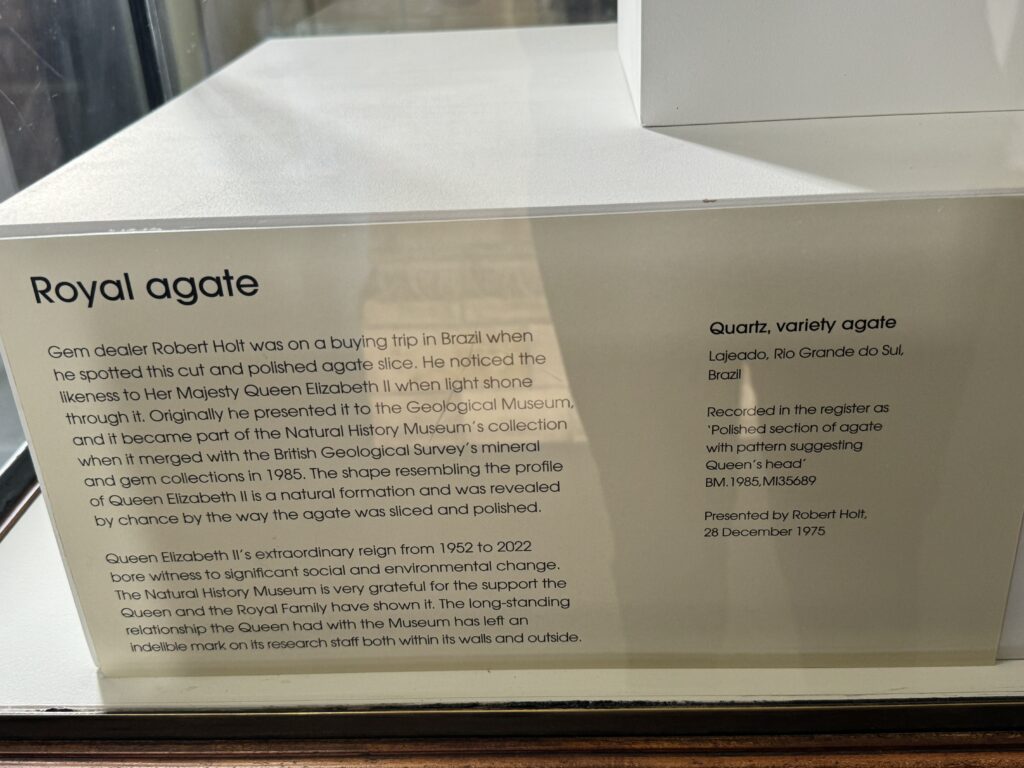 Royal agate
Gem dealer Robert Holt was on a buying trip in Brazil when
he spotted this cut and polished agate slice. He noticed the
likeness to Her Majesty Queen Elizabeth II when light shone
through it. Originally he presented it to the Geological Museum,
and it became part of the Natural History Museum's collection
when it merged with the British Geological Survey's mineral
and gem collections in 1985. The shape resembling the profile
of Queen Elizabeth II is a natural formation and was revealed
by chance by the way the agate was sliced and polished.
Queen Elizabeth II's extraordinary reign from 1952 to 2022
bore witness to significant social and environmental change.
The Natural History Museum is very grateful for the support the
Queen and the Royal Family have shown it. The long-standing
relationship the Queen had with the Museum has left an
indelible mark on its research staff both within its walls and outside.
Quartz, variety agate
Lajeado, Rio Grande do Sul,
Brazil
Recorded in the register as
'Polished section of agate
with pattern suggesting
Queen's head'
BM.1985,MI35689
Presented by Robert Holt,
28 December 1975